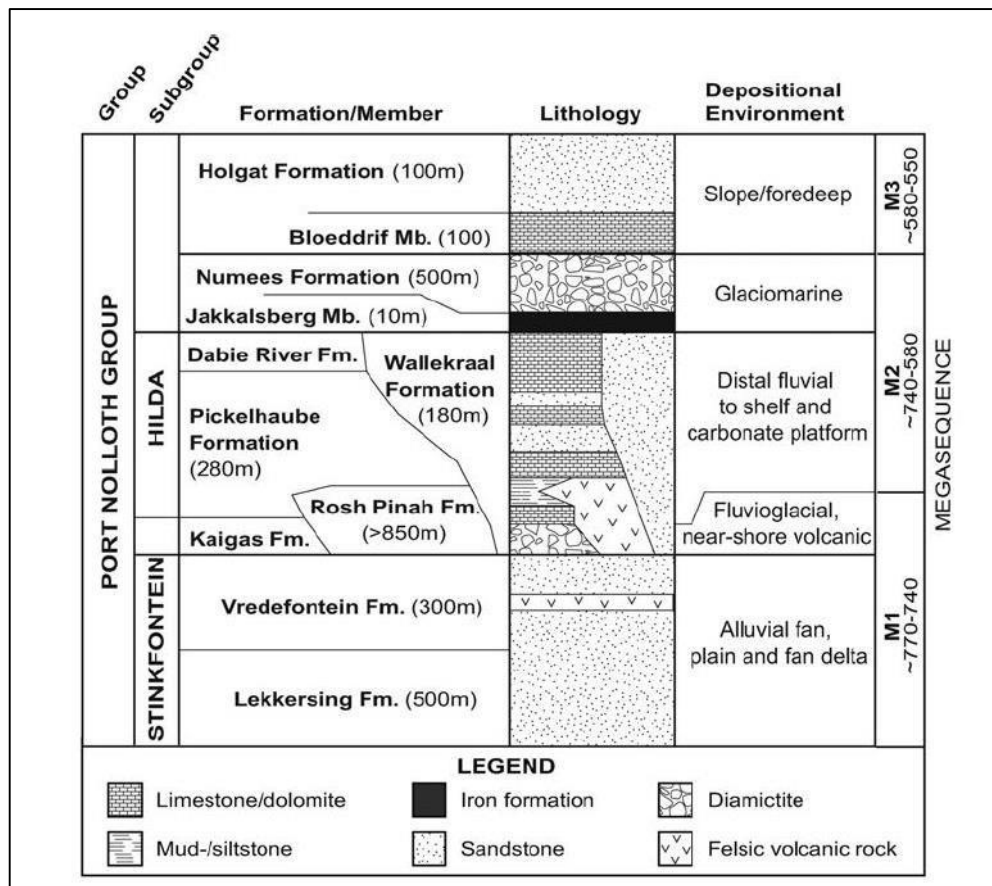 Group
Subgroup
Formation/Member
Lithology
Depositional
Environment
PORT NOLLOTH GROUP
HILDA
STINKFONTEIN
Holgat Formation (100m)
Bloeddrif Mb. (100)
Numees Formation (500m)
Jakkalsberg Mb. (10m)
Dabie River Fm.
Wallekraal
Formation
(180m)
Pickelhaube
Formation
(280m)
Rosh Pinah Fm.
(>850m)
Kaigas Fm.
Vredefontein Fm. (300m)
Lekkersing Fm. (500m)
Slope/foredeep
Glaciomarine
Distal fluvial
to shelf and
carbonate platform
Fluvioglacial,
near-shore volcanic
Alluvial fan,
plain and fan delta
M3
~580-550
M2
~740-580
M1
~770-740
MEGASEQUENCE
LEGEND
Limestone/dolomite
Iron formation
Diamictite
Mud-/siltstone
Sandstone
Felsic volcanic rock